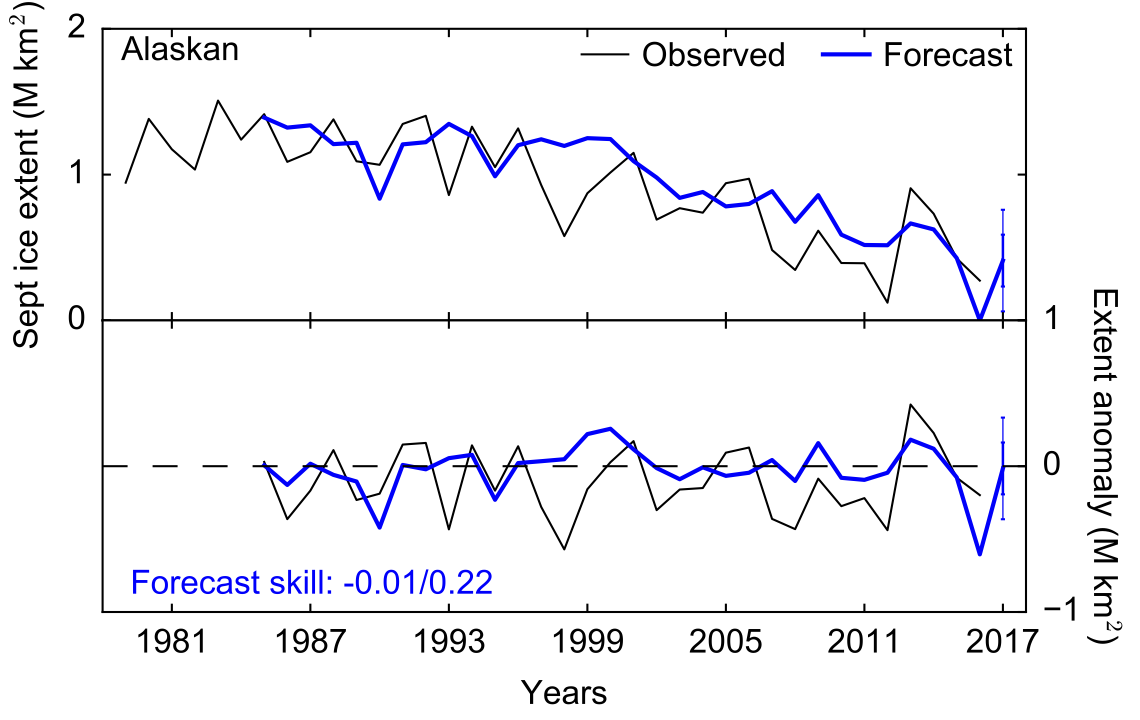 Alaskan
Observed
Forecast
Sept ice extent (M km²)
2
1
0
Extent anomaly (M km²)
1
0
−1
Forecast skill: -0.01/0.22
1981 1987 1993 1999 2005 2011 2017
Years